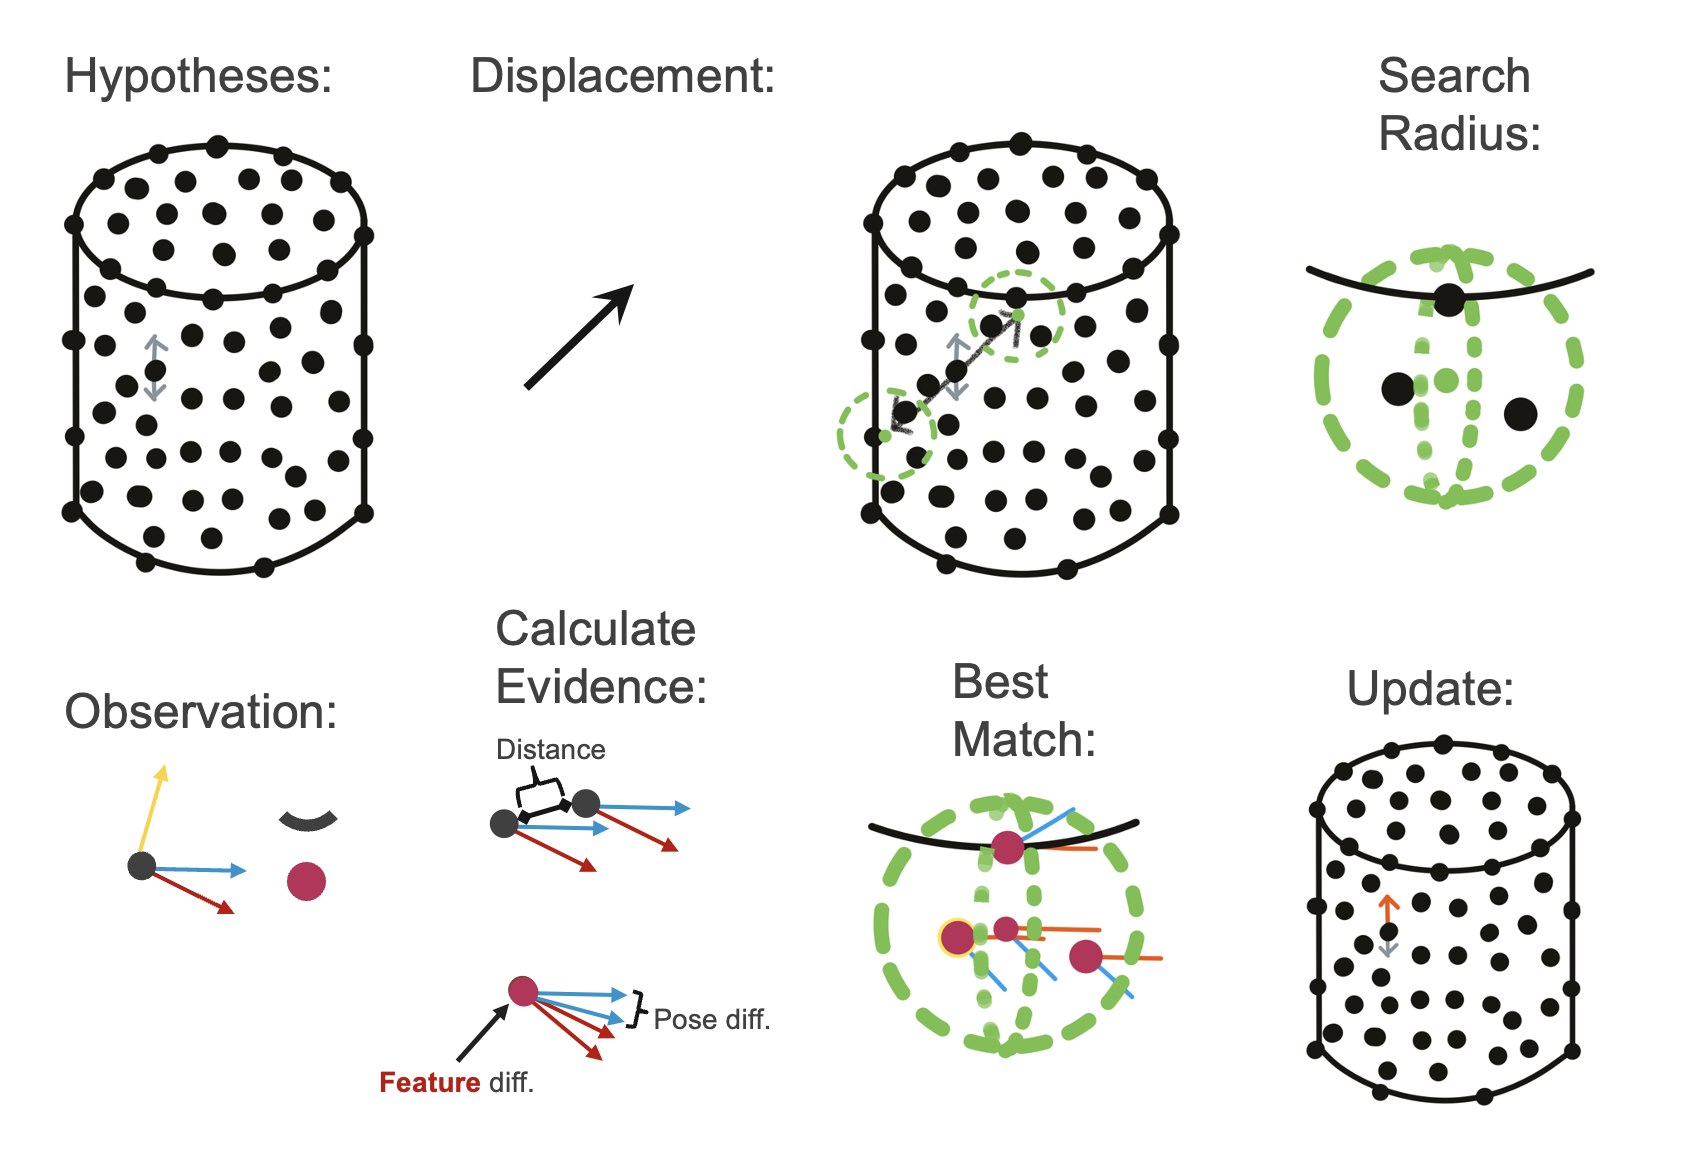 Hypotheses:
Displacement:
Search
Radius:
Observation:
Calculate
Evidence:
Distance
Pose diff.
Feature diff.
Best
Match:
Update: